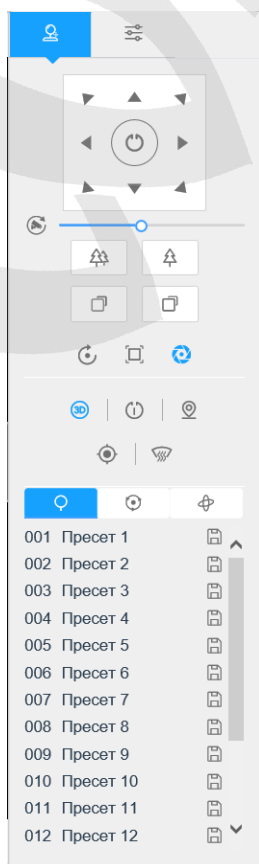 3D
001 Пресет 1
002 Пресет 2
003 Пресет 3
004 Пресет 4
005 Пресет 5
006 Пресет 6
007 Пресет 7
008 Пресет 8
009 Пресет 9
010 Пресет 10
011 Пресет 11
012 Пресет 12